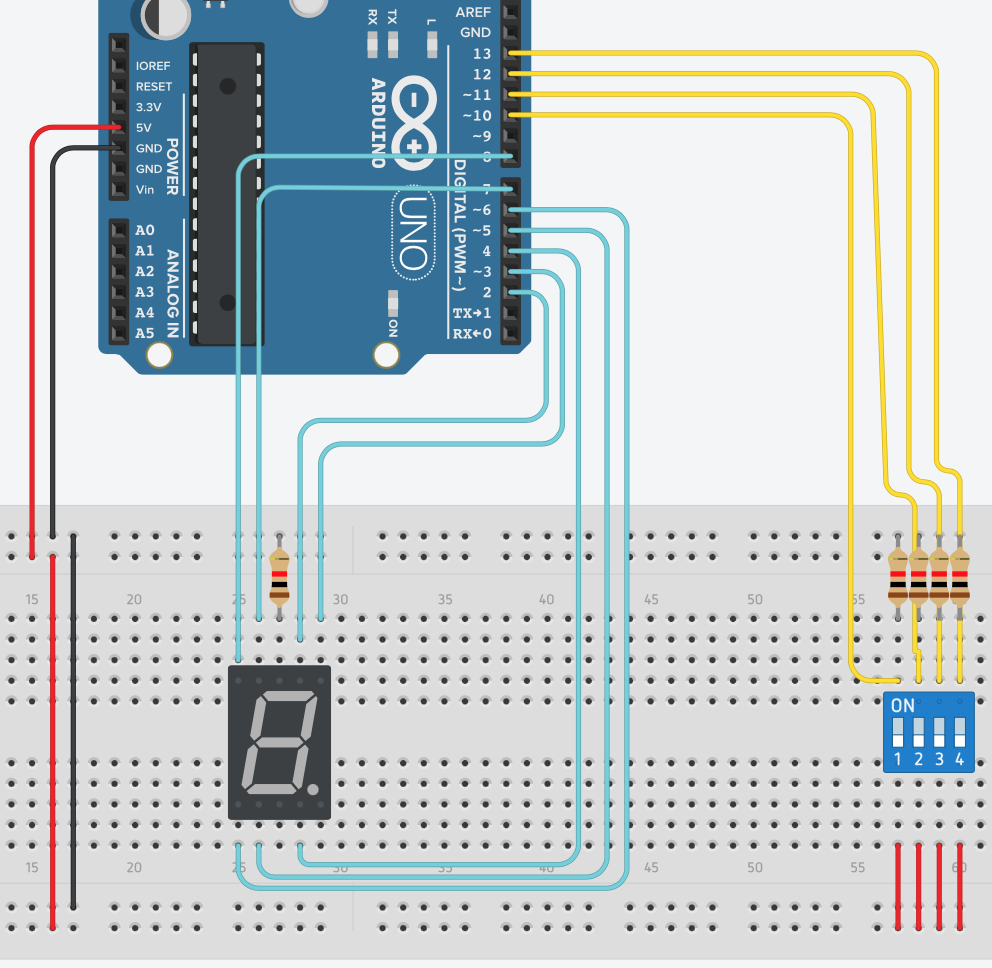 RX
TX
L
AREF
GND
13
12
~11
~10
~9
8
7
~6
~5
4
~3
2
TX→1
RX←0
DIGITAL (PWM~)
IOREF
RESET
3.3V
5V
GND
GND
Vin
POWER
A0
A1
A2
A3
A4
A5
ANALOG IN
ARDUINO
UNO
ON
15
20
25
30
35
40
45
50
55
ON
1 2 3 4
15
20
25
30
35
40
45
50
55
60